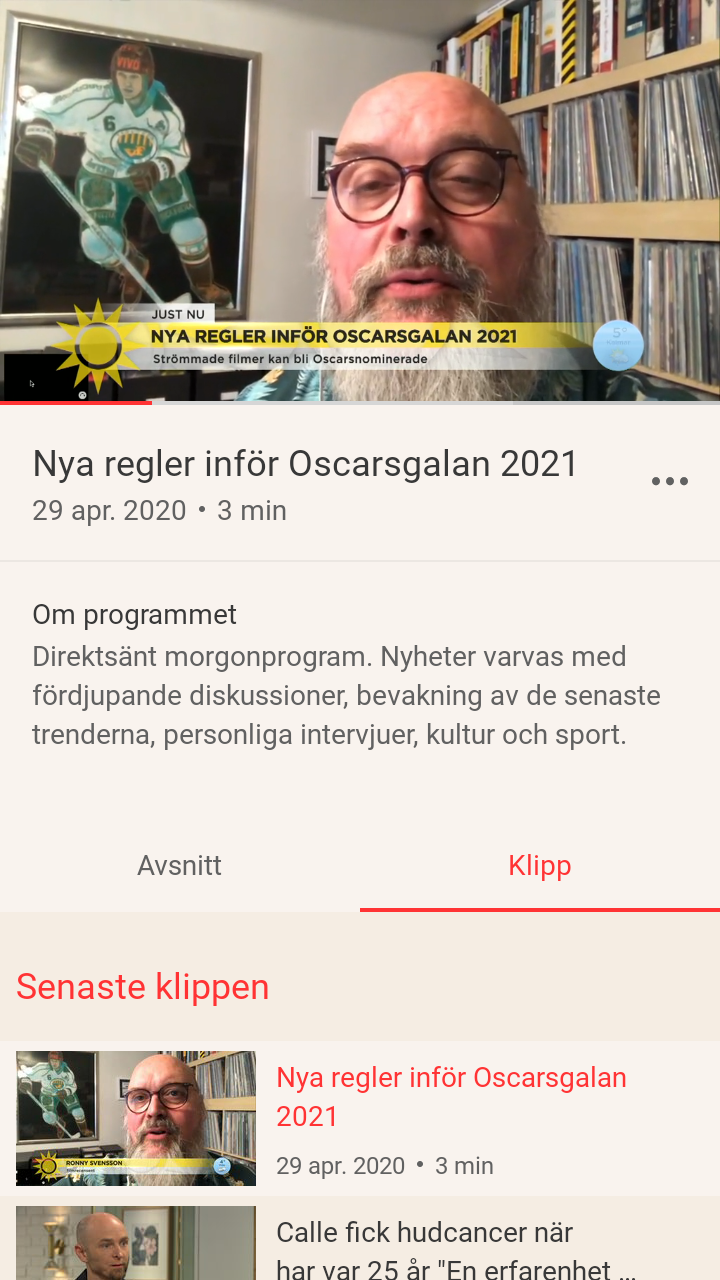 VIVO
6
JUST NU
NYA REGLER INFÖR OSCARSGALAN 2021
Strömmade filmer kan bli Oscarsnominerade
5°
Nya regler inför Oscarsgalan 2021
29 apr. 2020 • 3 min
Om programmet
Direktsänt morgonprogram. Nyheter varvas med
fördjupande diskussioner, bevakning av de senaste
trenderna, personliga intervjuer, kultur och sport.
Avsnitt
Klipp
Senaste klippen
RONNY SVENSSON
Nya regler inför Oscarsgalan
2021
29 apr. 2020 • 3 min
Calle fick hudcancer när
har var 25 år "En erfarenhet ...